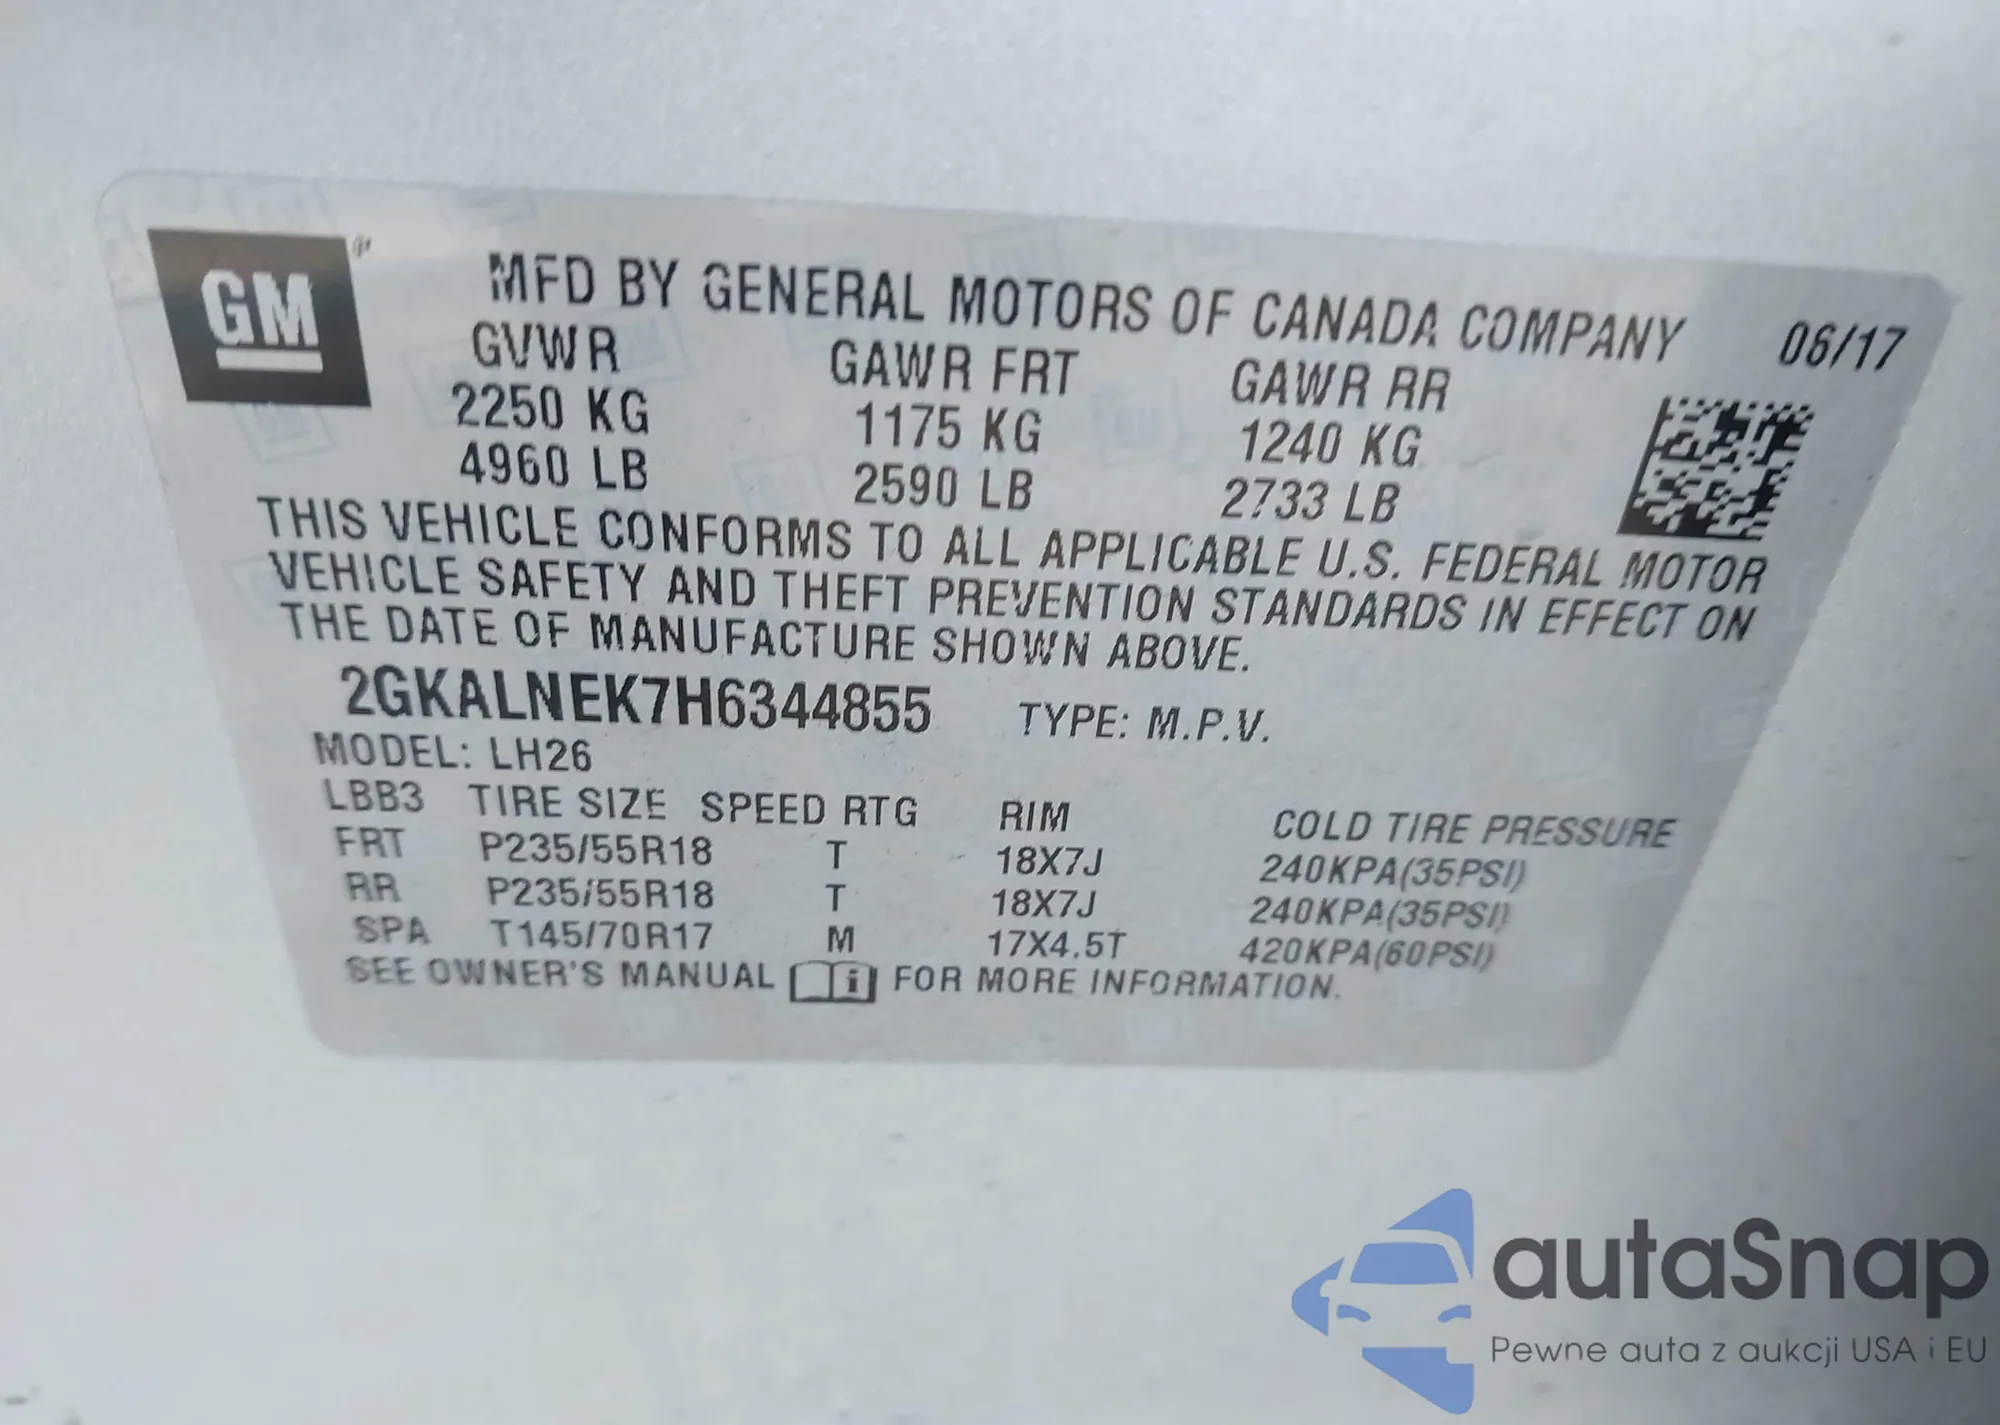 GM
MFD BY GENERAL MOTORS OF CANADA COMPANY 06/17
GVWR GAWR FRT GAWR RR
2250 KG 1175 KG 1240 KG
4960 LB 2590 LB 2733 LB
THIS VEHICLE CONFORMS TO ALL APPLICABLE U.S. FEDERAL MOTOR
VEHICLE SAFETY AND THEFT PREVENTION STANDARDS IN EFFECT ON
THE DATE OF MANUFACTURE SHOWN ABOVE.
2GKALNEK7H6344855 TYPE: M.P.V.
MODEL: LH26
LBB3 TIRE SIZE SPEED RTG RIM COLD TIRE PRESSURE
FRT P235/55R18 T 18X7J 240KPA(35PSI)
RR P235/55R18 T 18X7J 240KPA(35PSI)
SPA T145/70R17 M 17X4.5T 420KPA(60PSI)
SEE OWNER'S MANUAL i FOR MORE INFORMATION.
autaSnap
Pewne auta z aukcji USA i EU